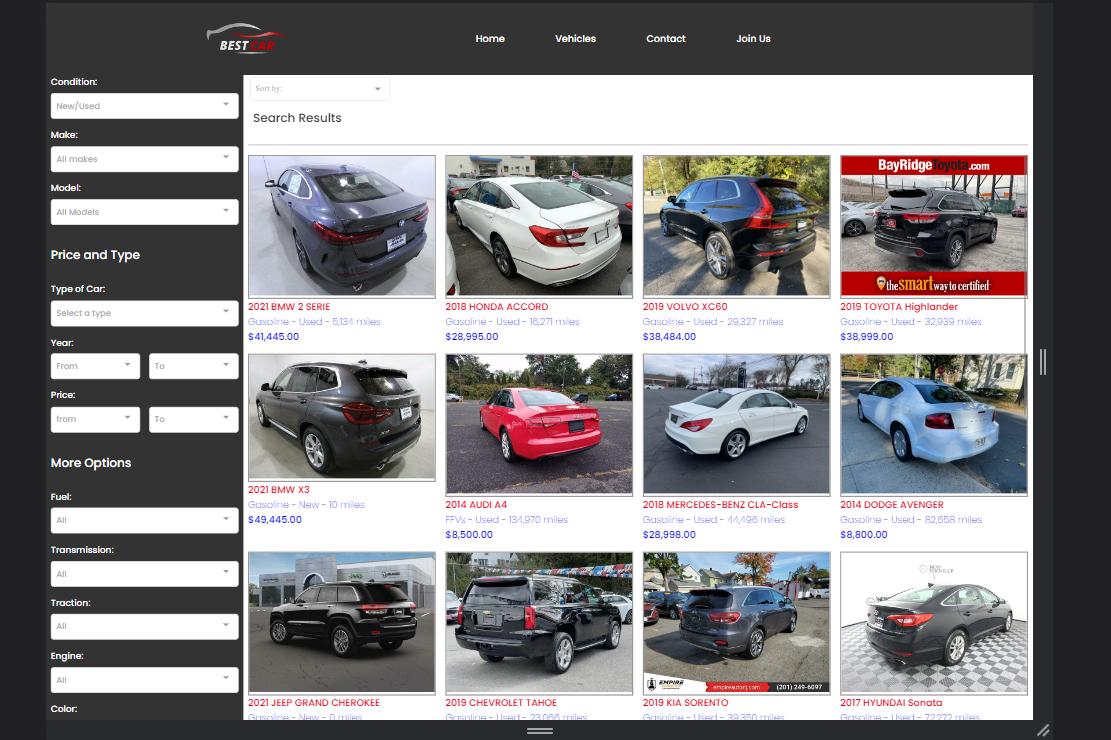 BEST CAR
Home
Vehicles
Contact
Join Us
Condition:
New/Used
Make:
All makes
Model:
All Models
Price and Type
Type of Car:
Select a type
Year:
From
To
Price:
from
To
More Options
Fuel:
All
Transmission:
All
Traction:
All
Engine:
All
Color:
Sort by:
Search Results
BayRidgeToyota.com
the smart way to certified
2021 BMW 2 SERIE
Gasoline - Used - 5,134 miles
$41,445.00
2018 HONDA ACCORD
Gasoline - Used - 16,271 miles
$28,995.00
2019 VOLVO XC60
Gasoline - Used - 29,327 miles
$38,484.00
2019 TOYOTA Highlander
Gasoline - Used - 32,939 miles
$38,999.00
2021 BMW X3
Gasoline - New - 10 miles
$49,445.00
2014 AUDI A4
FFVs - Used - 134,970 miles
$8,500.00
2018 MERCEDES-BENZ CLA-Class
Gasoline - Used - 44,496 miles
$28,998.00
2014 DODGE AVENGER
Gasoline - Used - 82,658 miles
$8,800.00
EMPIRE
empireautonj.com
(201) 249-6097
NEW ROCHELLE
2021 JEEP GRAND CHEROKEE
Gasoline - New - 0 miles
2019 CHEVROLET TAHOE
Gasoline - Used - 23,066 miles
2019 KIA SORENTO
Gasoline - Used - 39,350 miles
2017 HYUNDAI Sonata
Gasoline - Used - 72,272 miles